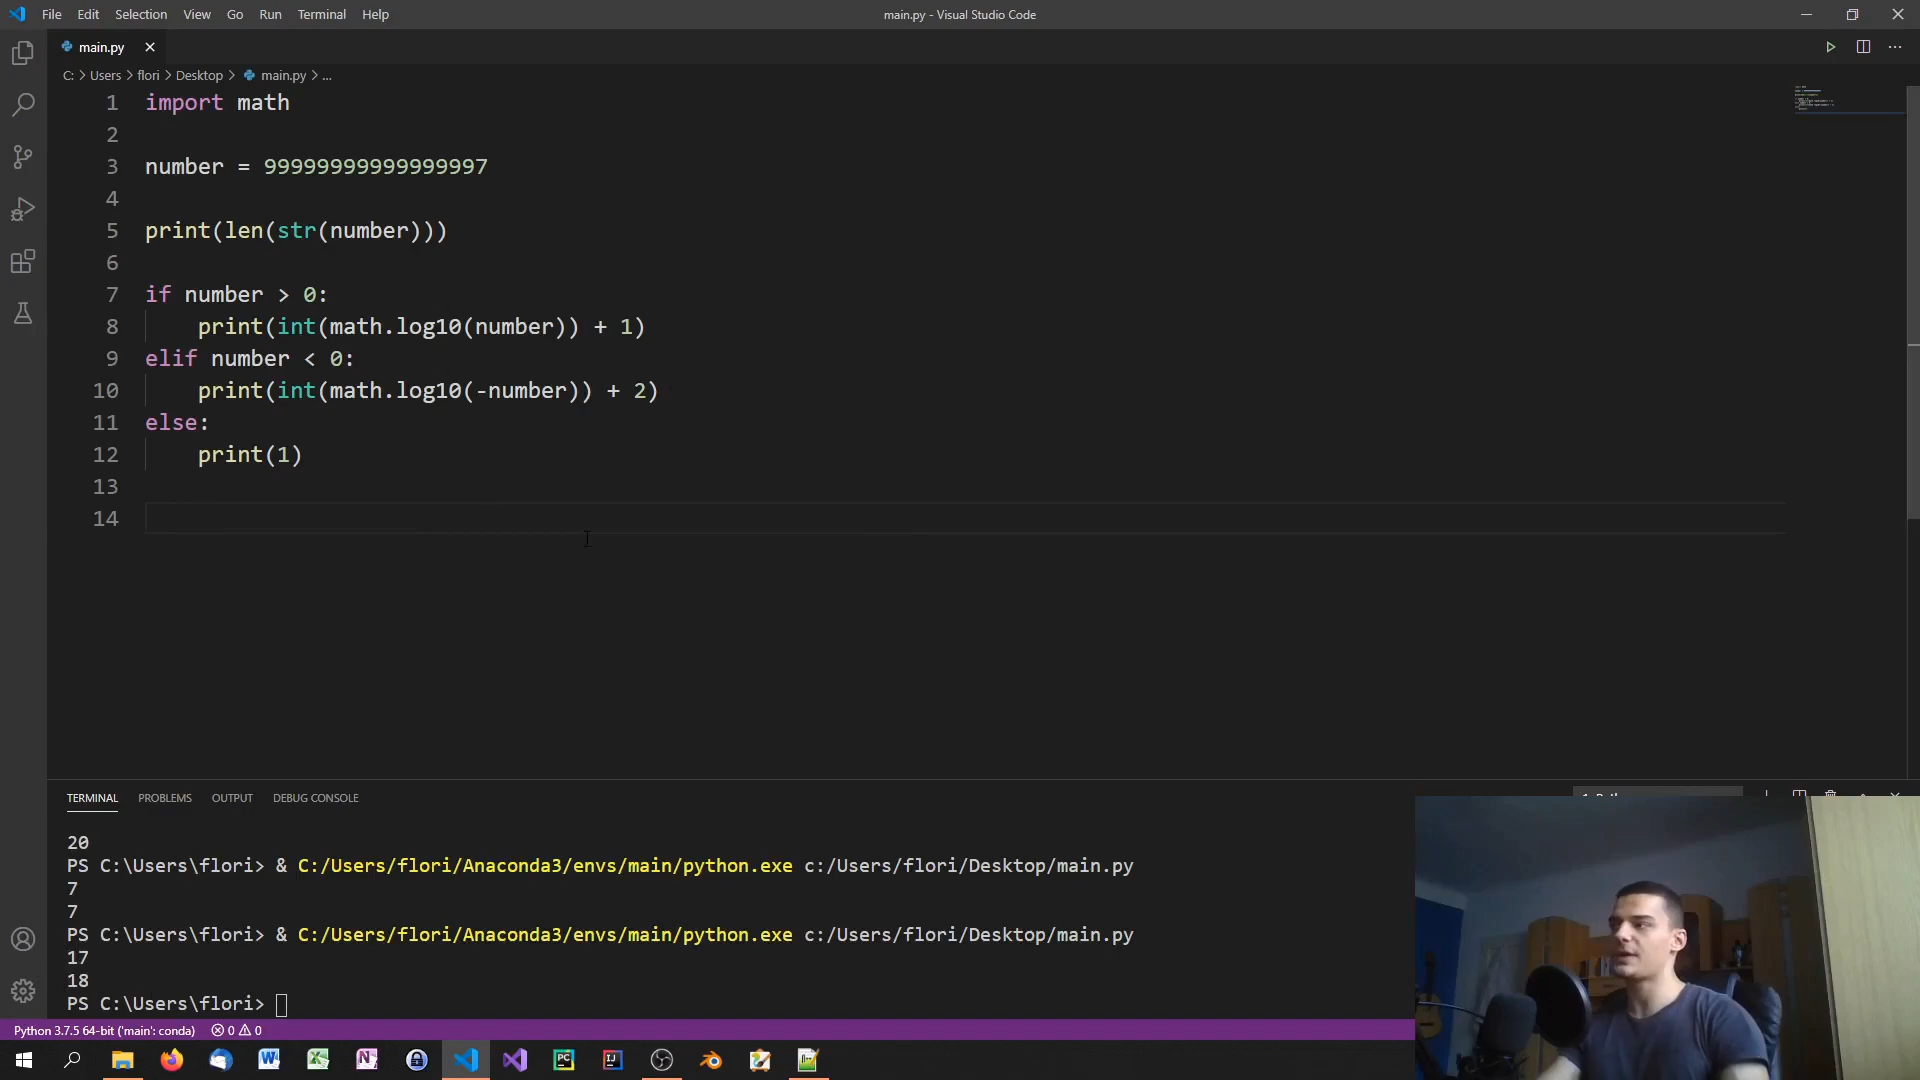 File Edit Selection View Go Run Terminal Help
main.py - Visual Studio Code
main.py
C: > Users > flori > Desktop > main.py > ...
1 import math
2
3 number = 99999999999999997
4
5 print(len(str(number)))
6
7 if number > 0:
8 print(int(math.log10(number)) + 1)
9 elif number < 0:
10 print(int(math.log10(-number)) + 2)
11 else:
12 print(1)
13
14
TERMINAL PROBLEMS OUTPUT DEBUG CONSOLE
20
PS C:\Users\flori> & C:/Users/flori/Anaconda3/envs/main/python.exe c:/Users/flori/Desktop/main.py
7
7
PS C:\Users\flori> & C:/Users/flori/Anaconda3/envs/main/python.exe c:/Users/flori/Desktop/main.py
17
18
PS C:\Users\flori>
Python 3.7.5 64-bit ('main': conda) 0 0